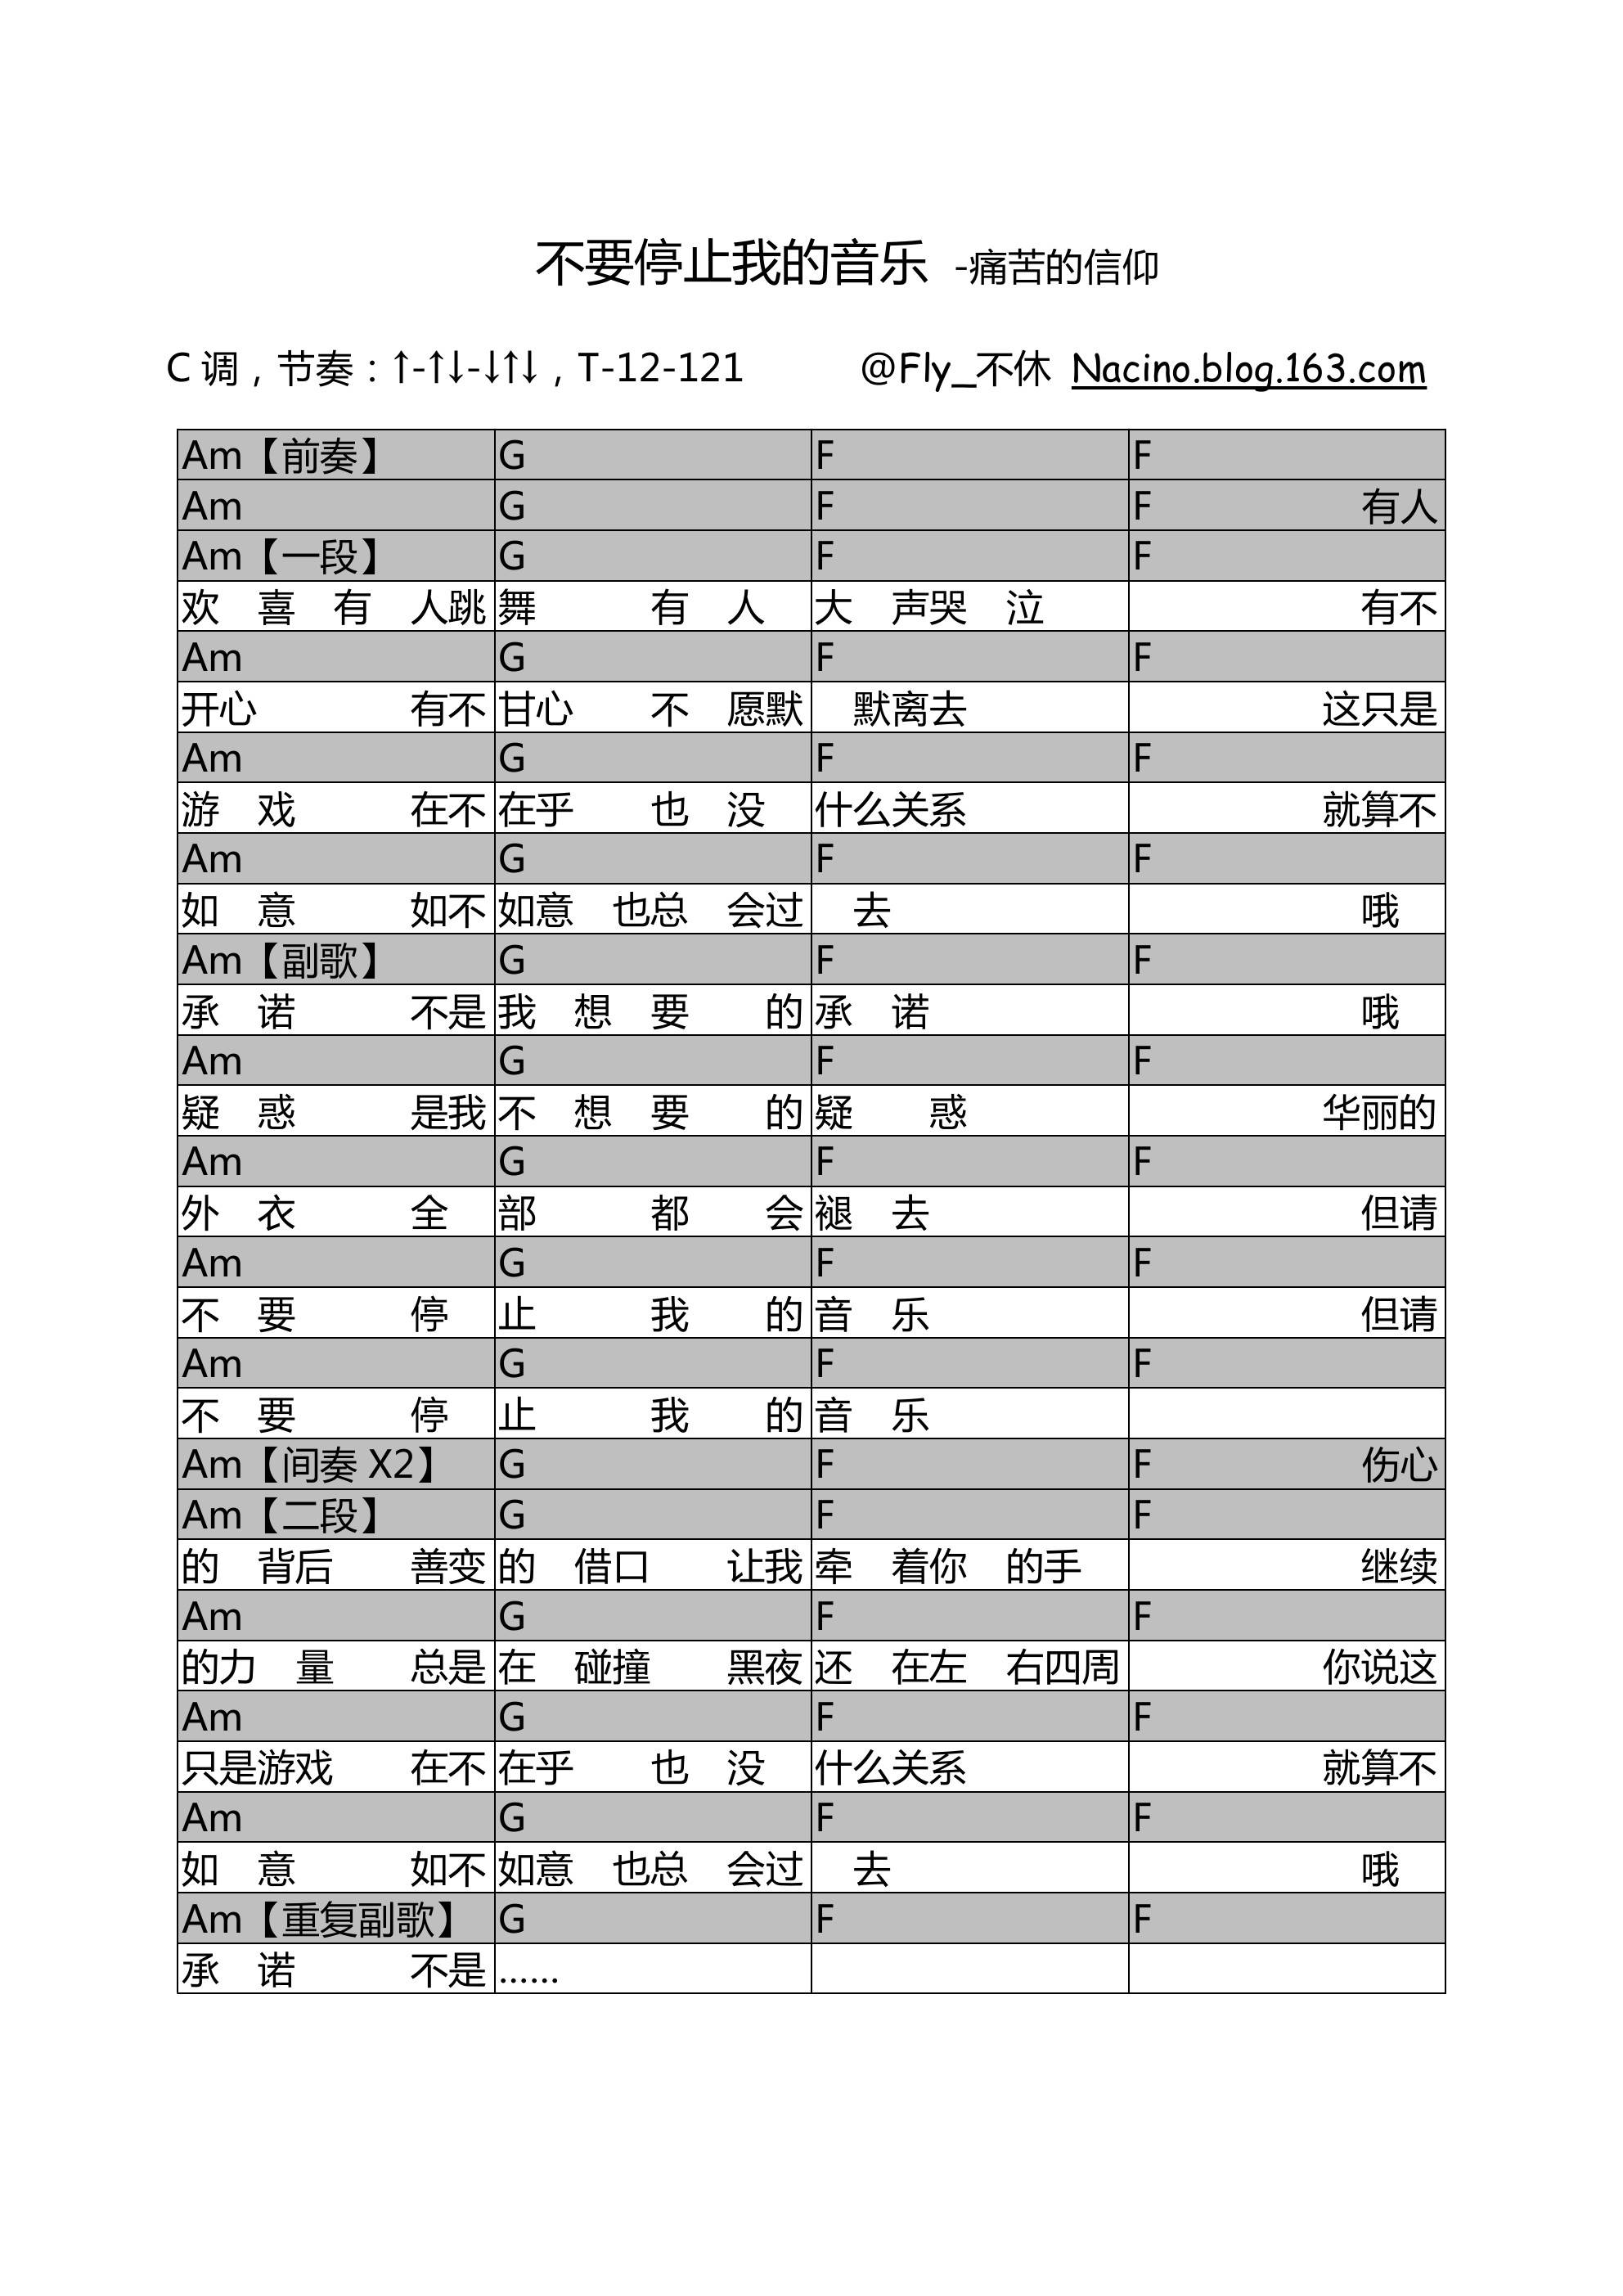 不要停止我的音乐 -痛苦的信仰
C 调，节奏：↑-↑↓-↓↑↓，T-12-121 @Fly_不休 Nacino.blog.163.com
Am【前奏】 G F F
Am G F F 有人
Am【一段】 G F F
欢 喜 有 人跳 舞 有 人 大 声哭 泣 有不
Am G F F
开心 有不 甘心 不 愿默 默离去 这只是
Am G F F
游 戏 在不 在乎 也 没 什么关系 就算不
Am G F F
如 意 如不 如意 也总 会过 去 哦
Am【副歌】 G F F
承 诺 不是 我 想 要 的 承 诺 哦
Am G F F
疑 惑 是我 不 想 要 的 疑 惑 华丽的
Am G F F
外 衣 全 部 都 会 褪 去 但请
Am G F F
不 要 停 止 我 的 音 乐 但请
Am G F F
不 要 停 止 我 的 音 乐
Am【间奏 X2】 G F F 伤心
Am【二段】 G F F
的 背后 善变 的 借口 让我 牵 着你 的手 继续
Am G F F
的力 量 总是 在 碰撞 黑夜 还 在左 右四周 你说这
Am G F F
只是游戏 在不 在乎 也 没 什么关系 就算不
Am G F F
如 意 如不 如意 也总 会过 去 哦
Am【重复副歌】 G F F
承 诺 不是 ……